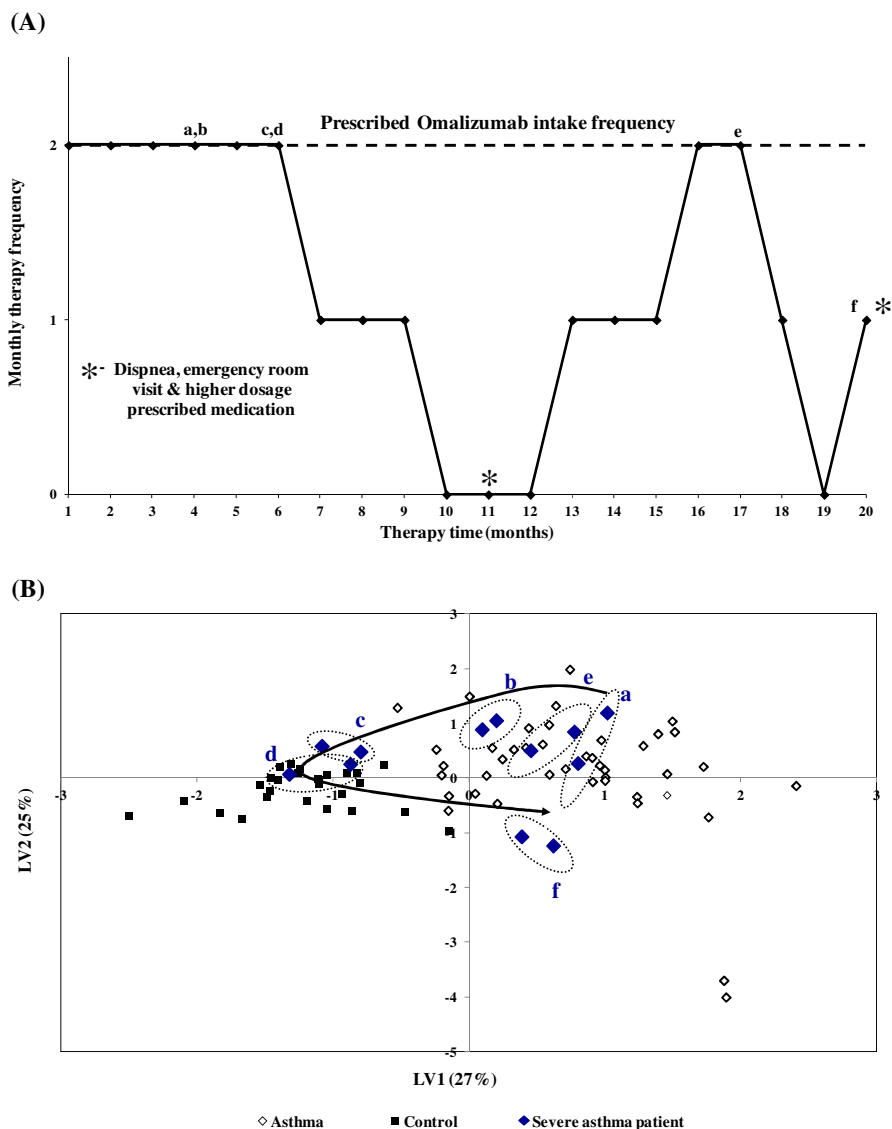 (A)
2
a,b
c,d
Prescribed Omalizumab intake frequency
e
Monthly therapy frequency
1
f *
*- Dispnea, emergency room
visit & higher dosage
prescribed medication
*
0
1 2 3 4 5 6 7 8 9 10 11 12 13 14 15 16 17 18 19 20
Therapy time (months)
(B)
3
2
b
e
a
c
1
d
0
-3 -2 -1 0 1 2 3
LV2 (25%)
-1
f
-2
-3
-4
-5
LV1 (27%)
Asthma Control Severe asthma patient